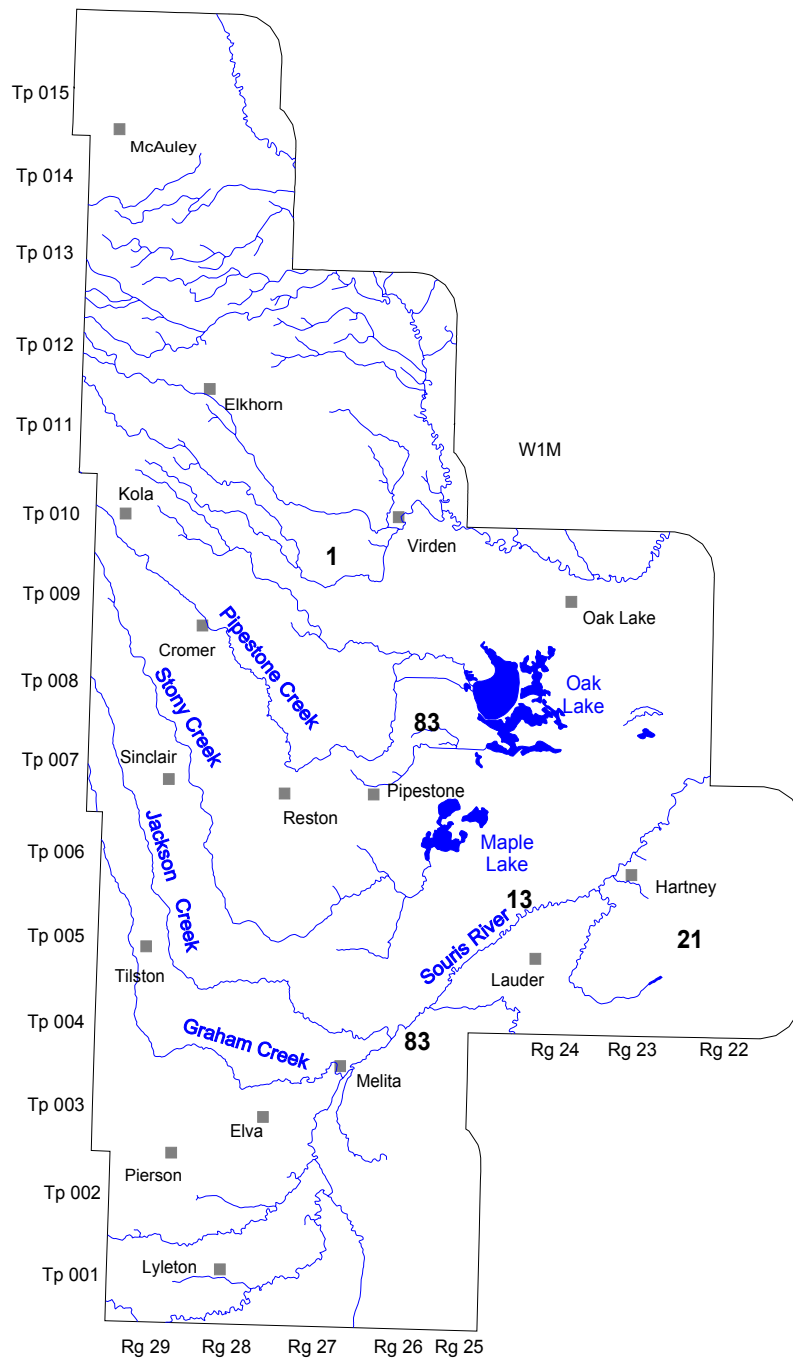 Tp 015
McAuley
Tp 014
Tp 013
Tp 012
Elkhorn
Tp 011
W1M
Kola
Tp 010
Virden
1
Tp 009
Oak Lake
Cromer
Pipestone Creek
Stony Creek
Tp 008
Oak
Lake
83
Tp 007
Sinclair
Reston
Pipestone
Jackson Creek
Maple
Lake
Tp 006
Hartney
13
Souris River
21
Tp 005
Tilston
Lauder
Tp 004
Graham Creek
83
Rg 24
Rg 23
Rg 22
Melita
Tp 003
Elva
Pierson
Tp 002
Lyleton
Tp 001
Rg 29
Rg 28
Rg 27
Rg 26
Rg 25